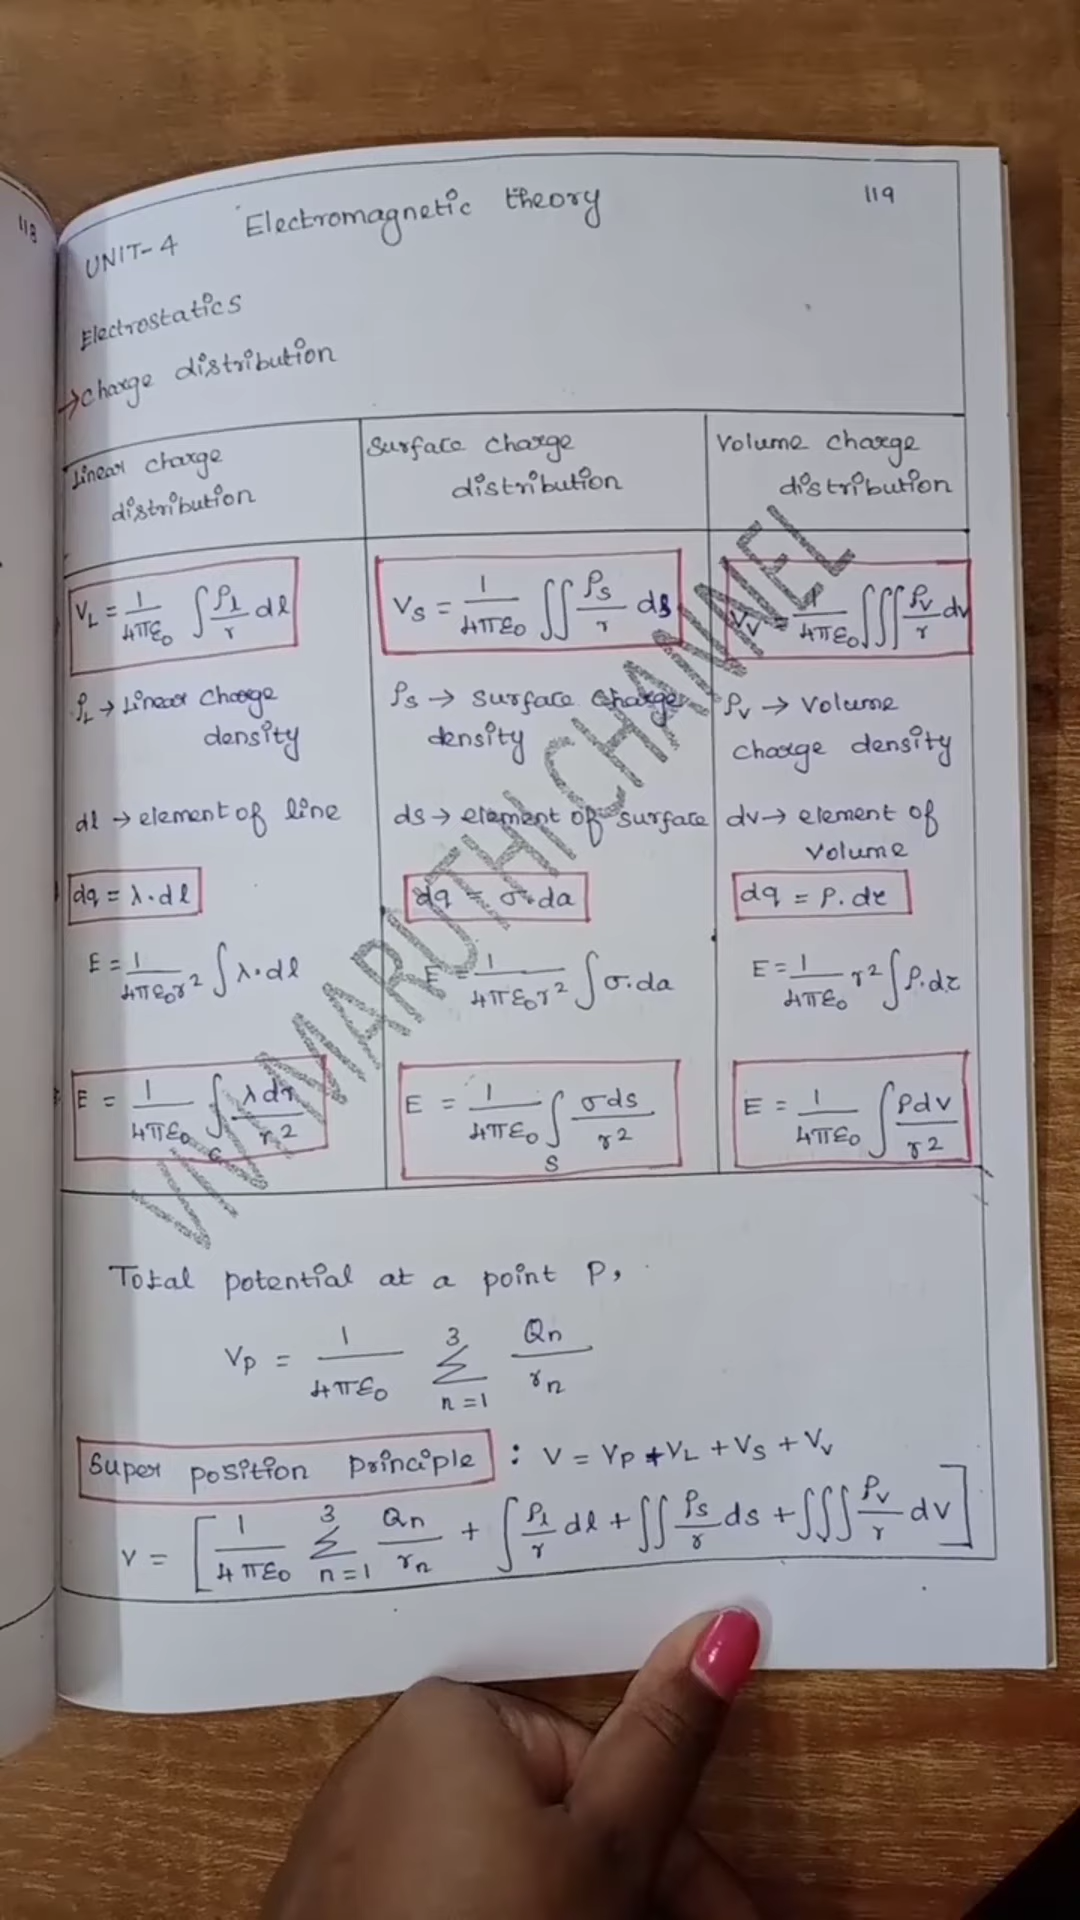 118
119
UNIT-4 Electromagnetic theory
Electrostatics
→ Charge distribution
Linear charge
distribution
Surface charge
distribution
Volume charge
distribution
V_L = 1/4πε₀ ∫ ρ_l/r dl
V_S = 1/4πε₀ ∬ ρ_s/r ds
V_v = 1/4πε₀ ∭ ρ_v/r dv
ρ_L → Linear charge
density
ρ_s → surface charge
density
ρ_v → volume
charge density
dl → element of line
ds → element of surface
dv → element of
volume
dq = λ.dl
dq = σ.da
dq = ρ.dτ
E = 1/4πε₀r² ∫ λ.dl
E = 1/4πε₀r² ∫ σ.da
E = 1/4πε₀ r² ∫ ρ.dτ
E = 1/4πε₀ ∫_c λdr/r²
E = 1/4πε₀ ∫_S σds/r²
E = 1/4πε₀ ∫ ρdv/r²
Total potential at a point P,
V_P = 1/4πε₀ Σ_{n=1}^{3} Q_n/r_n
Super position principle : V = V_P + V_L + V_S + V_v
V = [ 1/4πε₀ Σ_{n=1}^{3} Q_n/r_n + ∫ ρ_l/r dl + ∬ ρ_s/r ds + ∭ ρ_v/r dv ]